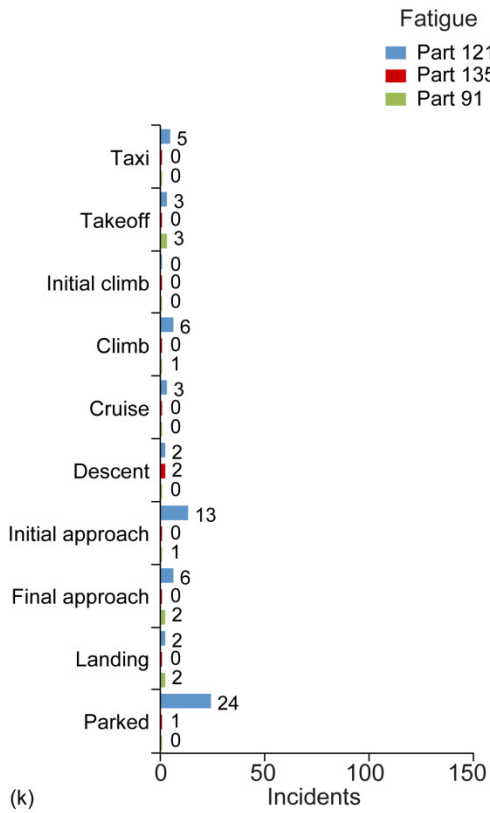 Fatigue
Part 121
Part 135
Part 91
Taxi
5
0
0
Takeoff
3
0
3
Initial climb
0
0
0
Climb
6
0
1
Cruise
3
0
0
Descent
2
2
0
Initial approach
13
0
1
Final approach
6
0
2
Landing
2
0
2
Parked
24
1
0
0 50 100 150
Incidents
(k)